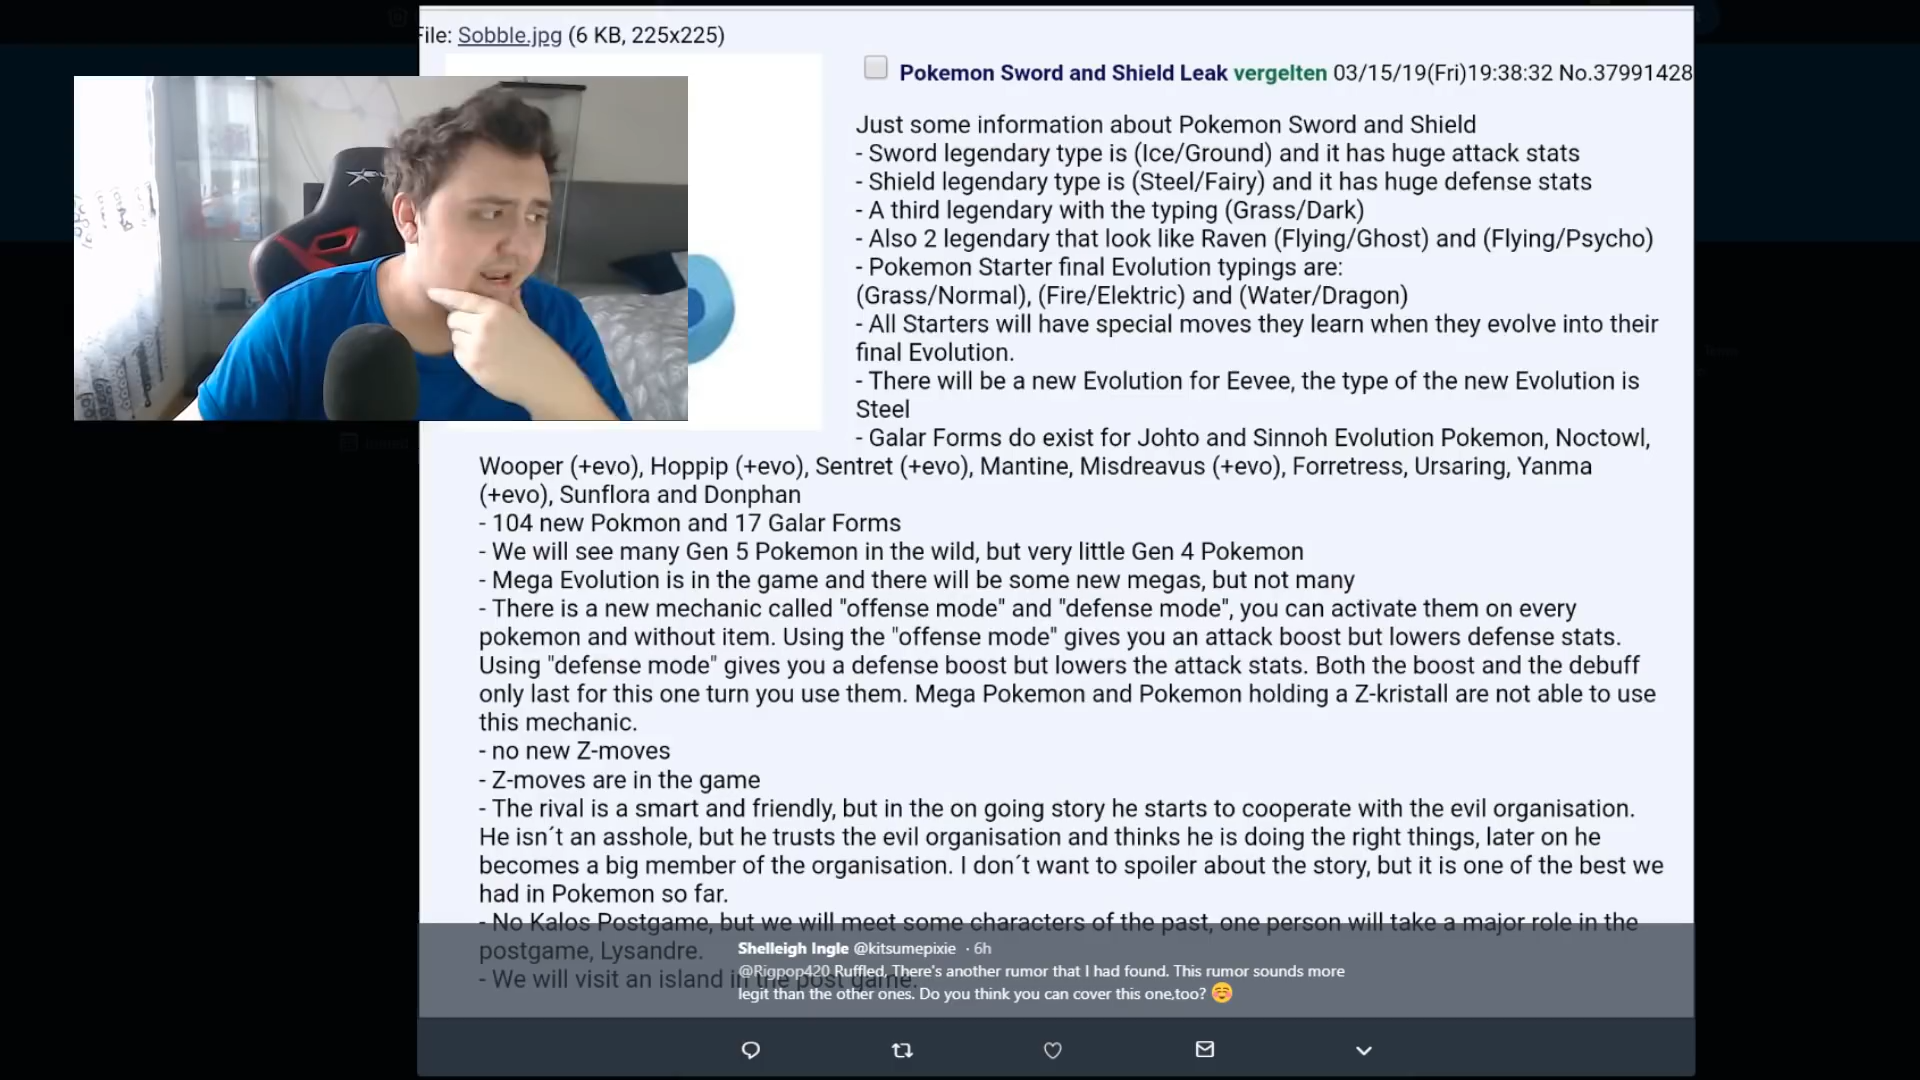 File: Sobble.jpg (6 KB, 225x225)
Pokemon Sword and Shield Leak vergelten 03/15/19(Fri)19:38:32 No.37991428
Just some information about Pokemon Sword and Shield
- Sword legendary type is (Ice/Ground) and it has huge attack stats
- Shield legendary type is (Steel/Fairy) and it has huge defense stats
- A third legendary with the typing (Grass/Dark)
- Also 2 legendary that look like Raven (Flying/Ghost) and (Flying/Psycho)
- Pokemon Starter final Evolution typings are:
(Grass/Normal), (Fire/Elektric) and (Water/Dragon)
- All Starters will have special moves they learn when they evolve into their
final Evolution.
- There will be a new Evolution for Eevee, the type of the new Evolution is
Steel
- Galar Forms do exist for Johto and Sinnoh Evolution Pokemon, Noctowl,
Wooper (+evo), Hoppip (+evo), Sentret (+evo), Mantine, Misdreavus (+evo), Forretress, Ursaring, Yanma
(+evo), Sunflora and Donphan
- 104 new Pokmon and 17 Galar Forms
- We will see many Gen 5 Pokemon in the wild, but very little Gen 4 Pokemon
- Mega Evolution is in the game and there will be some new megas, but not many
- There is a new mechanic called "offense mode" and "defense mode", you can activate them on every
pokemon and without item. Using the "offense mode" gives you an attack boost but lowers defense stats.
Using "defense mode" gives you a defense boost but lowers the attack stats. Both the boost and the debuff
only last for this one turn you use them. Mega Pokemon and Pokemon holding a Z-kristall are not able to use
this mechanic.
- no new Z-moves
- Z-moves are in the game
- The rival is a smart and friendly, but in the on going story he starts to cooperate with the evil organisation.
He isn´t an asshole, but he trusts the evil organisation and thinks he is doing the right things, later on he
becomes a big member of the organisation. I don´t want to spoiler about the story, but it is one of the best we
had in Pokemon so far.
- No Kalos Postgame, but we will meet some characters of the past, one person will take a major role in the
postgame, Lysandre.
- We will visit an island in the post game.
Shelleigh Ingle @kitsumepixie · 6h
@Rigpop420 Ruffled, There's another rumor that I had found. This rumor sounds more
legit than the other ones. Do you think you can cover this one,too? ☺️